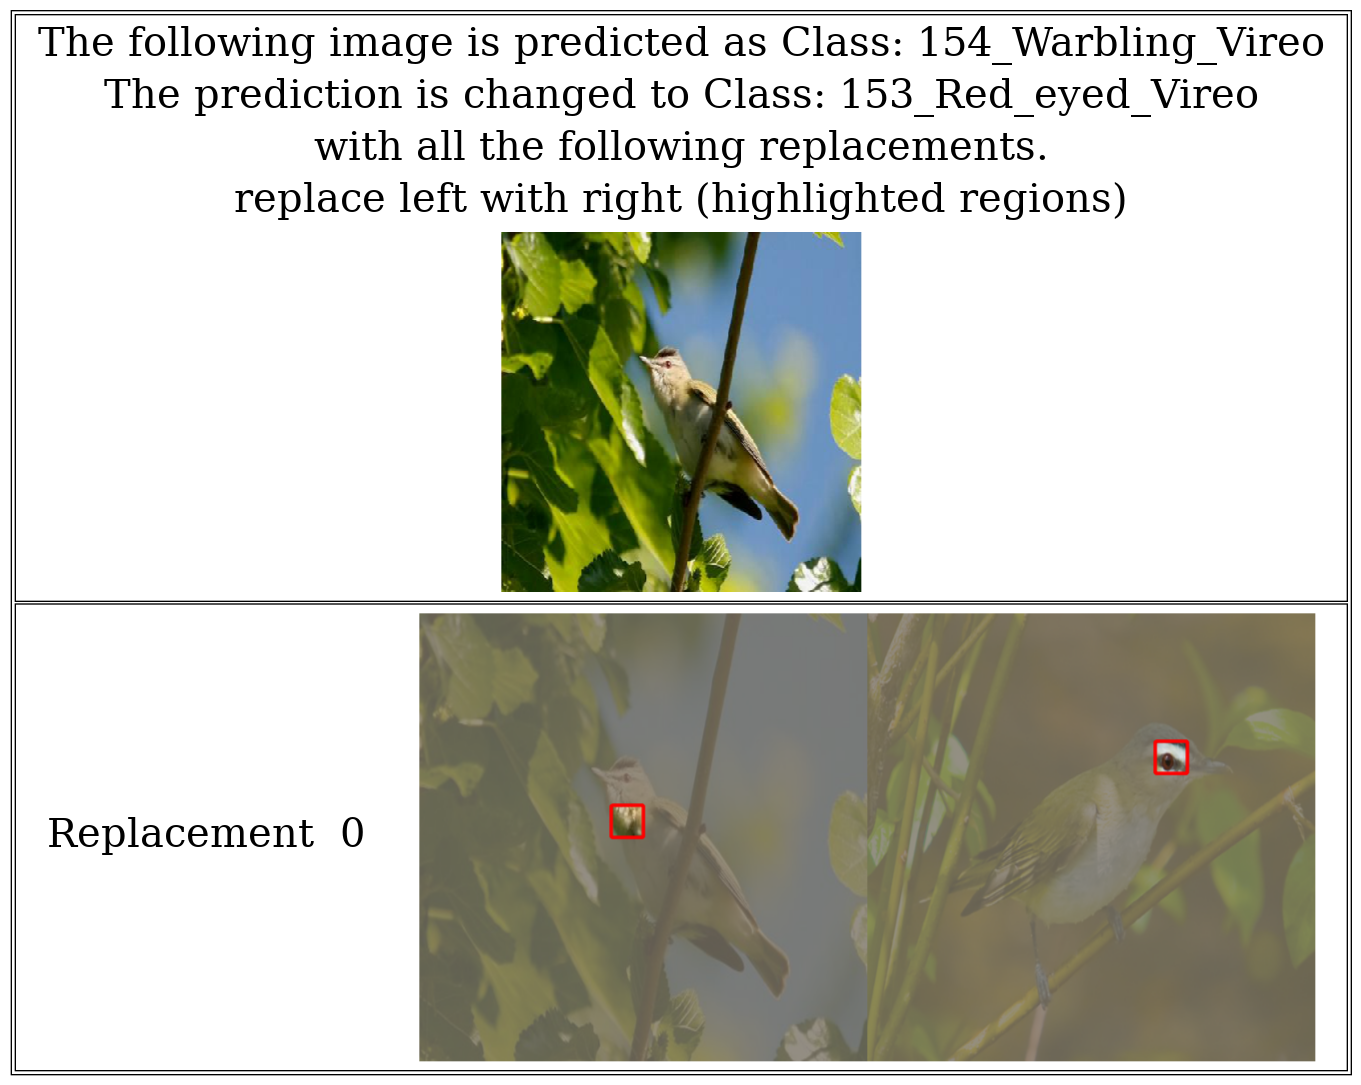 The following image is predicted as Class: 154_Warbling_Vireo
The prediction is changed to Class: 153_Red_eyed_Vireo
with all the following replacements.
replace left with right (highlighted regions)
Replacement  0